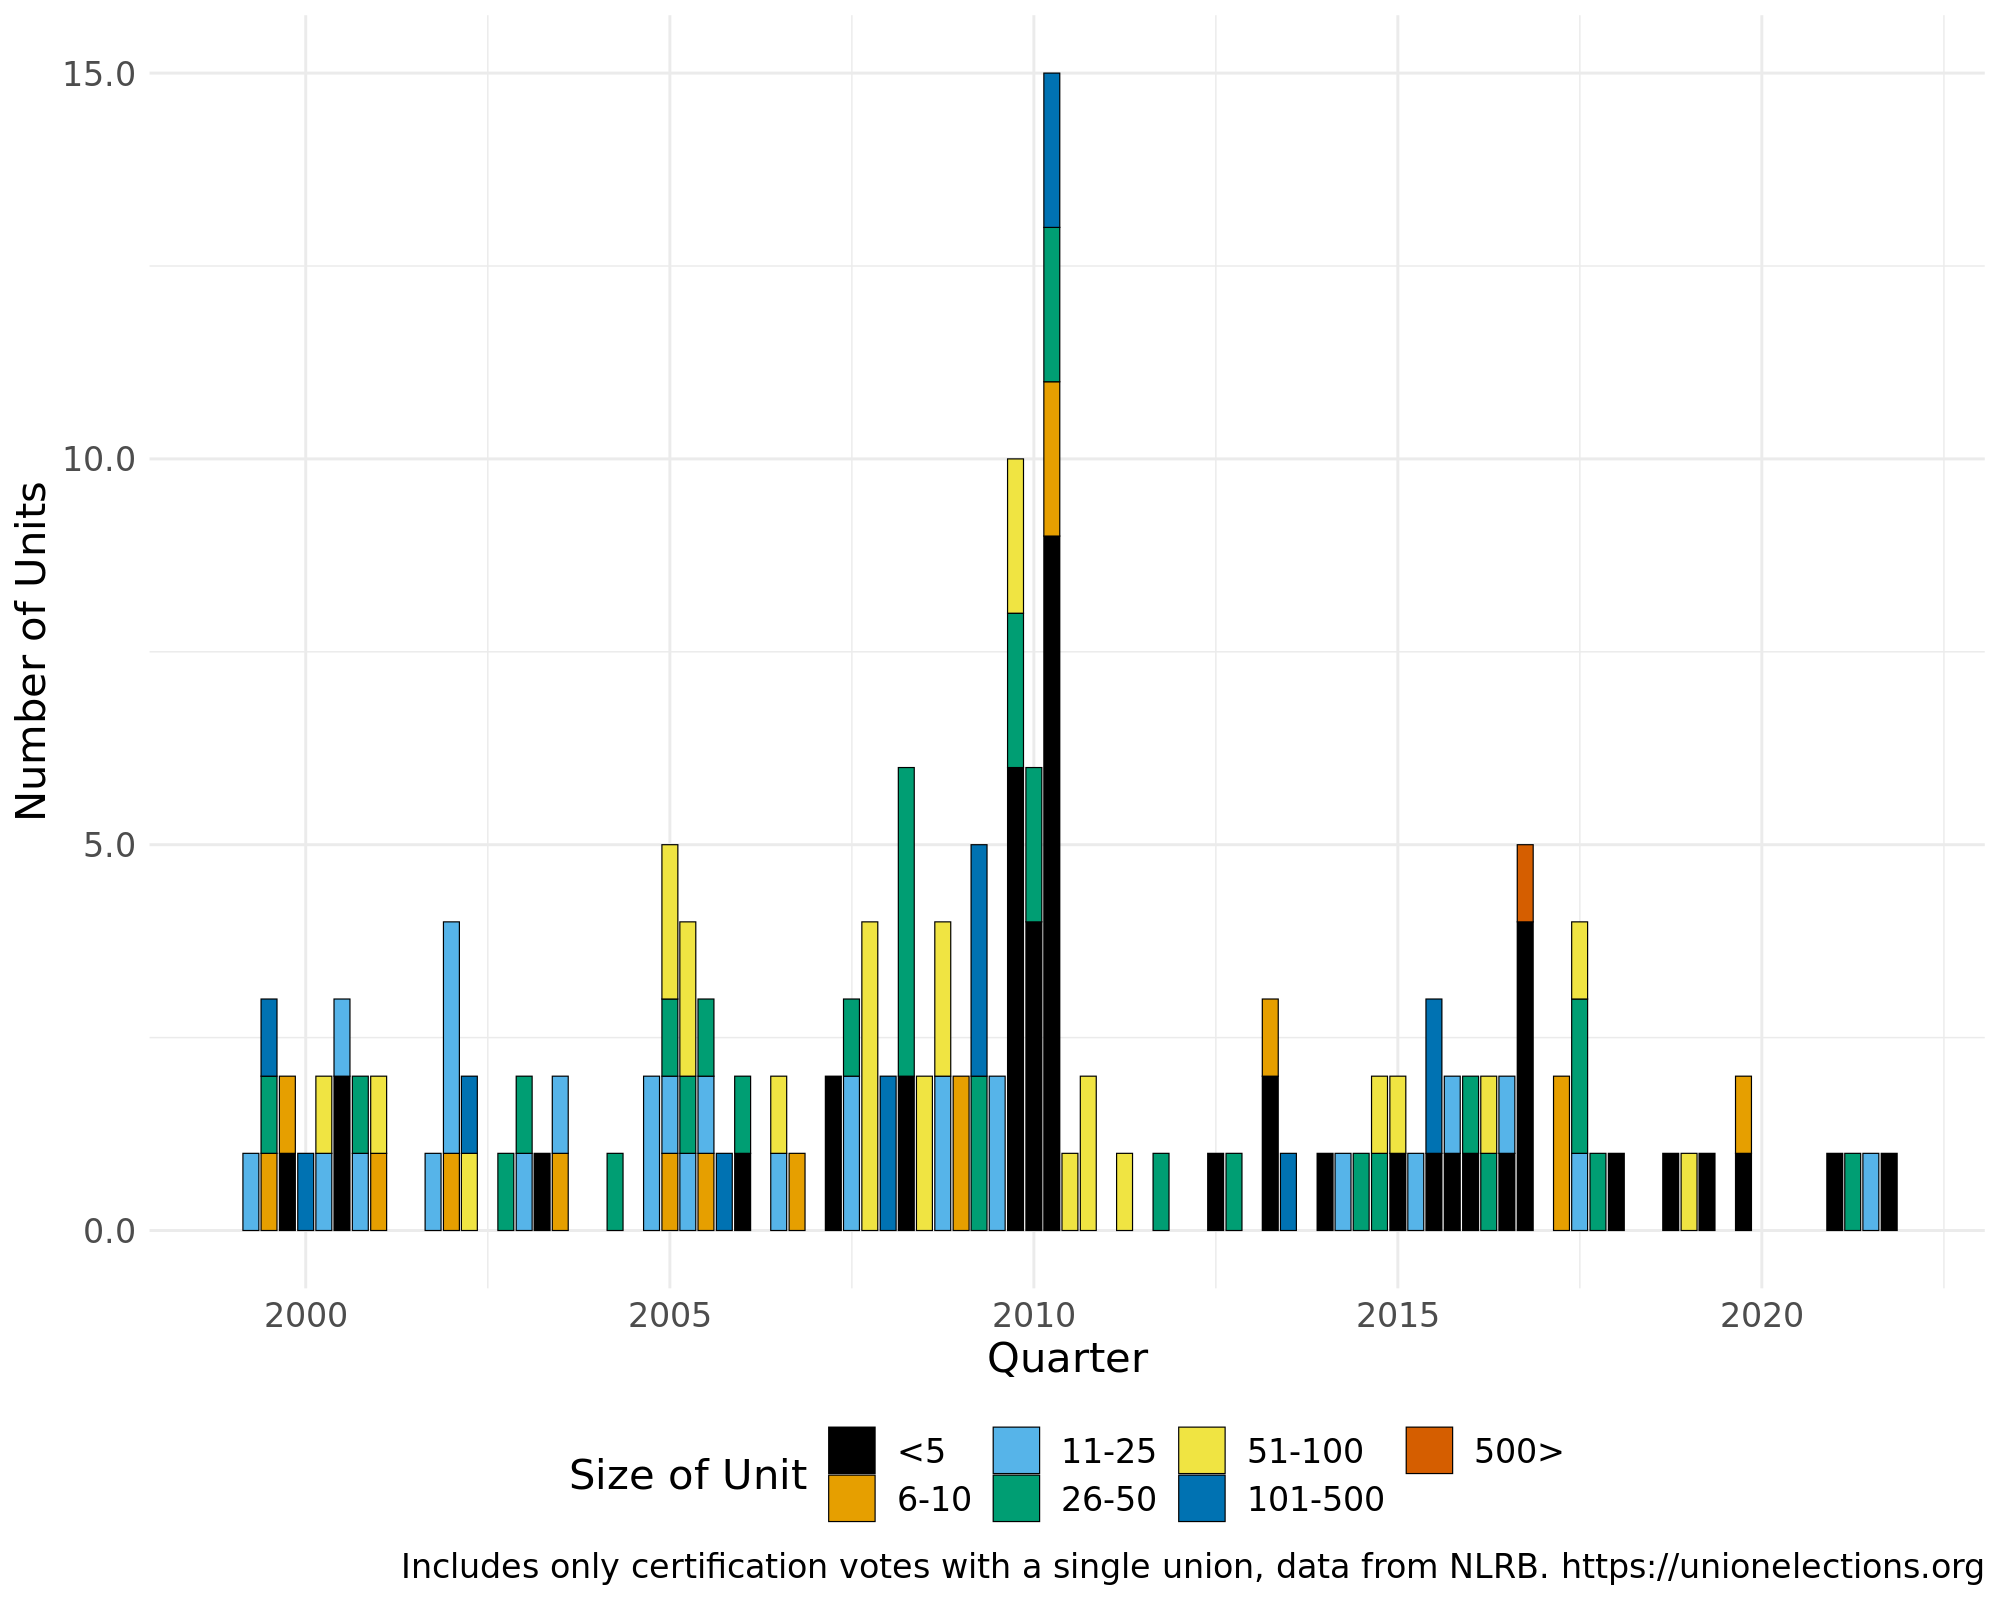 15.0
10.0
5.0
0.0
Number of Units
2000 2005 2010 2015 2020
Quarter
Size of Unit
<5 11-25 51-100 500>
6-10 26-50 101-500
Includes only certification votes with a single union, data from NLRB. https://unionelections.org